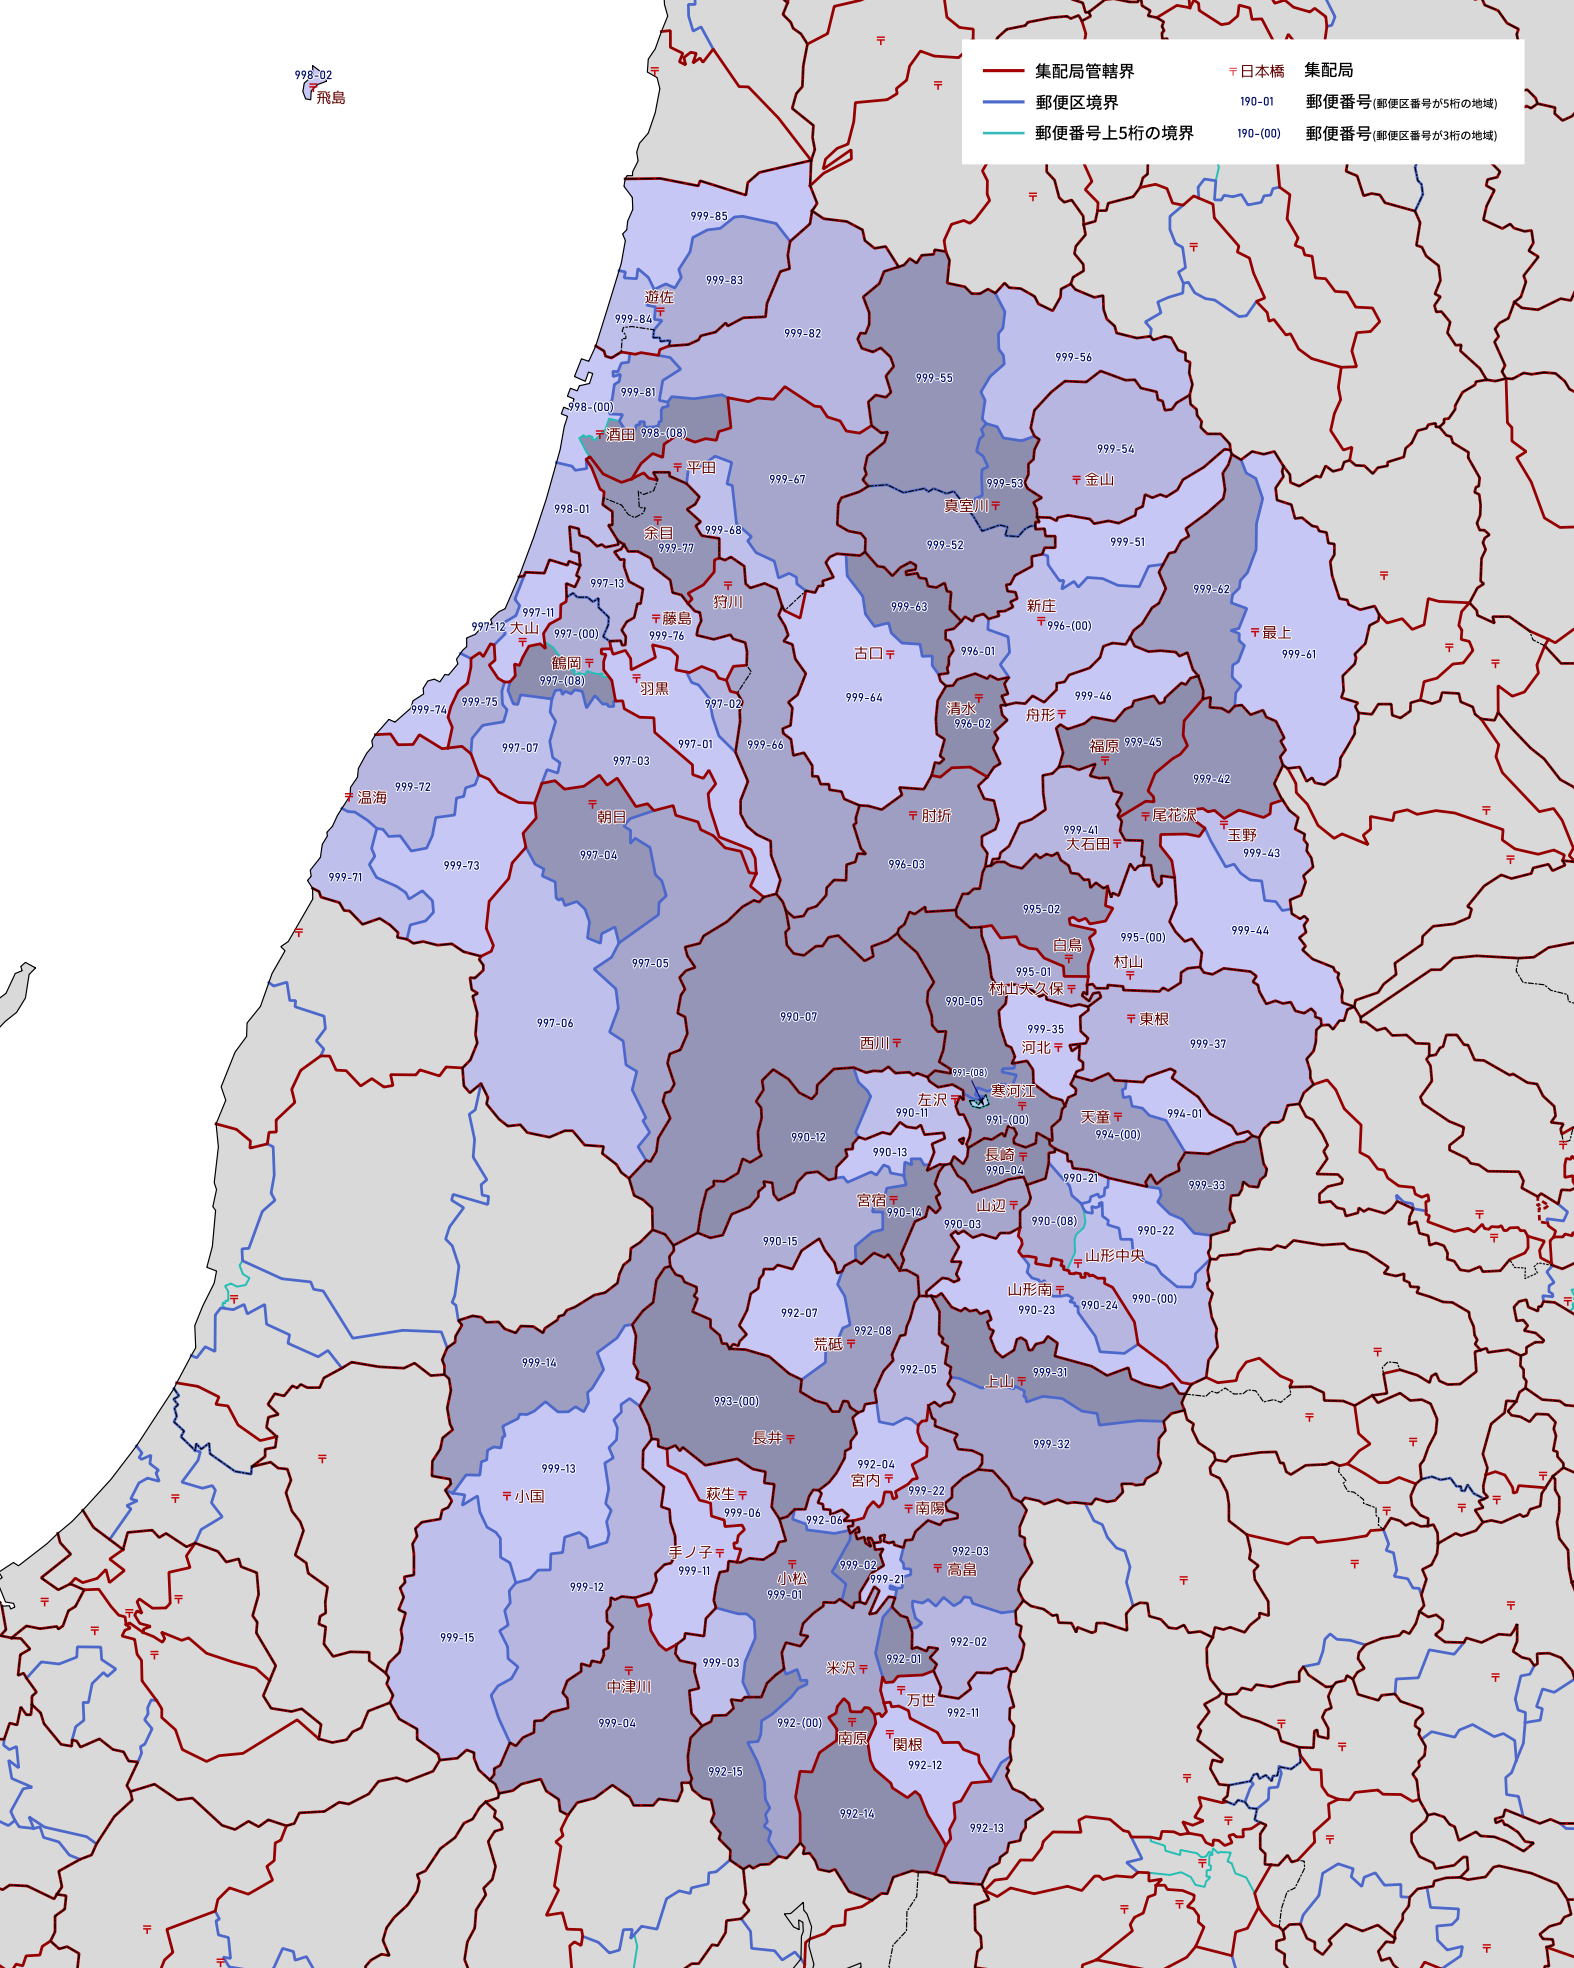 集配局管轄界
〒日本橋 集配局
郵便区境界
190-01 郵便番号(郵便区番号が5桁の地域)
郵便番号上5桁の境界
190-(00) 郵便番号(郵便区番号が3桁の地域)
998-02
飛島
999-85
999-83
遊佐
999-84
999-82
999-56
999-55
999-81
998-(00)
酒田
998-(08)
999-54
平田
999-67
999-53
金山
真室川
998-01
999-68
余目
999-77
999-52
999-51
997-13
999-62
狩川
999-63
新庄
997-11
藤島
997-12
大山
997-(00)
999-76
996-(00)
最上
古口
996-01
999-61
鶴岡
997-(08)
羽黒
999-64
999-46
999-75
997-02
清水
999-74
996-02
舟形
997-07
997-01
999-66
福原
999-45
997-03
999-42
温海
999-72
朝日
肘折
尾花沢
玉野
999-41
大石田
997-04
999-43
999-73
996-03
999-71
995-02
999-44
白鳥
995-(00)
997-05
995-01
村山
村山大久保
990-05
997-06
990-07
東根
999-35
西川
河北
999-37
991-(08)
寒河江
左沢
990-11
991-(00)
天童
994-01
990-12
994-(00)
990-13
長崎
990-04
990-21
999-33
宮宿
990-14
山辺
990-03
990-(08)
990-22
990-15
山形中央
山形南
990-23
990-24
990-(00)
992-07
荒砥
992-08
999-14
992-05
上山
999-31
993-(00)
長井
999-32
999-13
992-04
宮内
小国
萩生
999-06
999-22
南陽
992-06
手ノ子
999-11
小松
999-01
999-02
999-21
992-03
高畠
999-12
999-15
992-02
999-03
992-01
米沢
中津川
万世
999-04
992-(00)
992-11
南原
関根
992-15
992-12
992-14
992-13